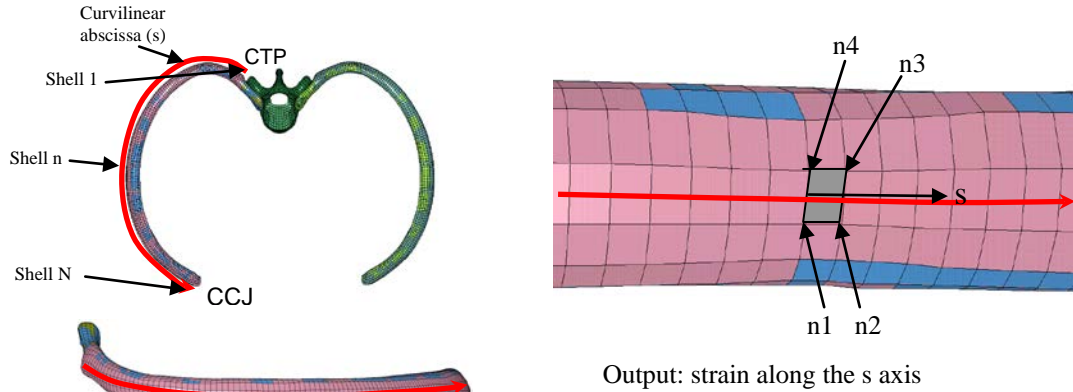 Curvilinear
abscissa (s)
CTP
Shell 1
Shell n
Shell N
CCJ
n4
n3
S
n1
n2
Output: strain along the s axis